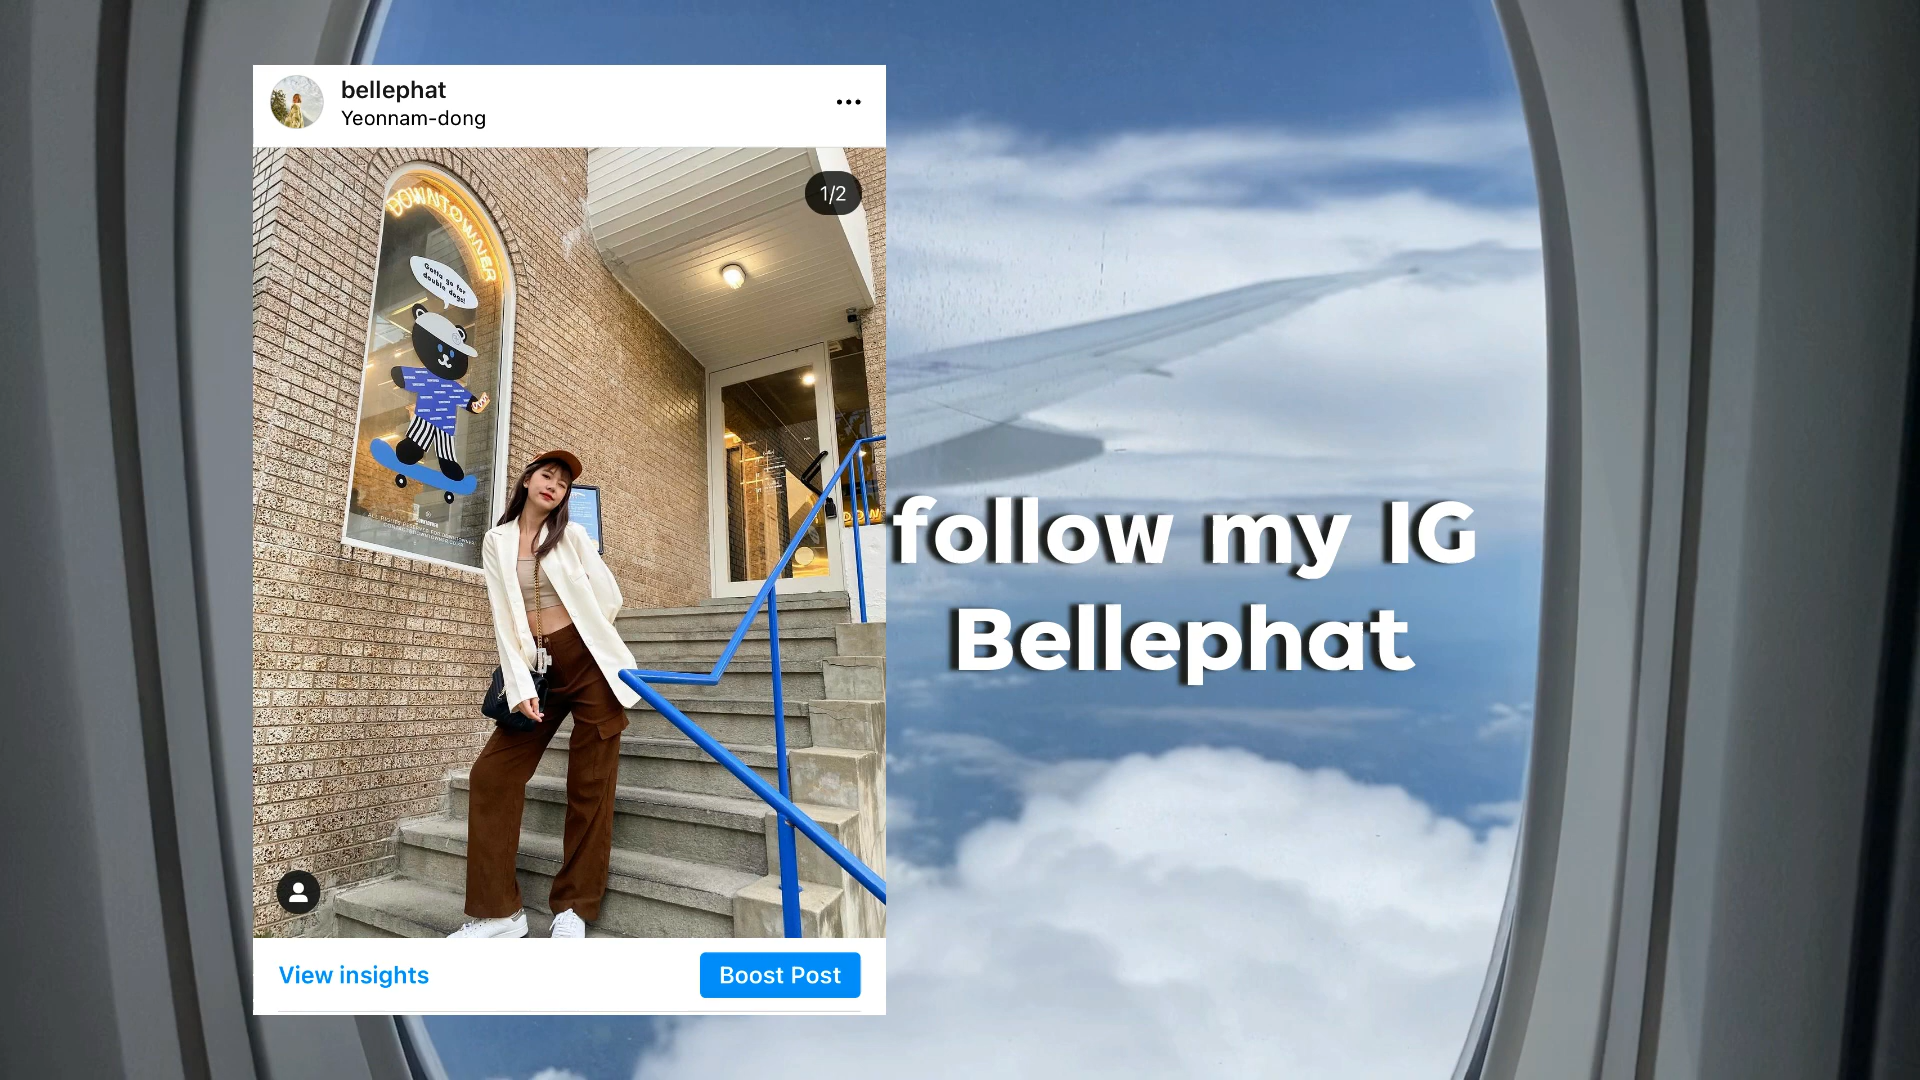 bellephat
Yeonnam-dong
1/2
DOWNTOWNER
Gotta go for
double dogs!
follow my IG
Bellephat
View insights
Boost Post